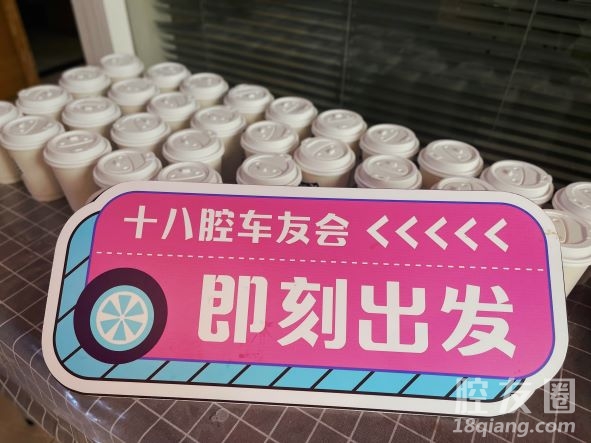 十八腔车友会 <<<<<
即刻出发
腔友圈
18qiang.com